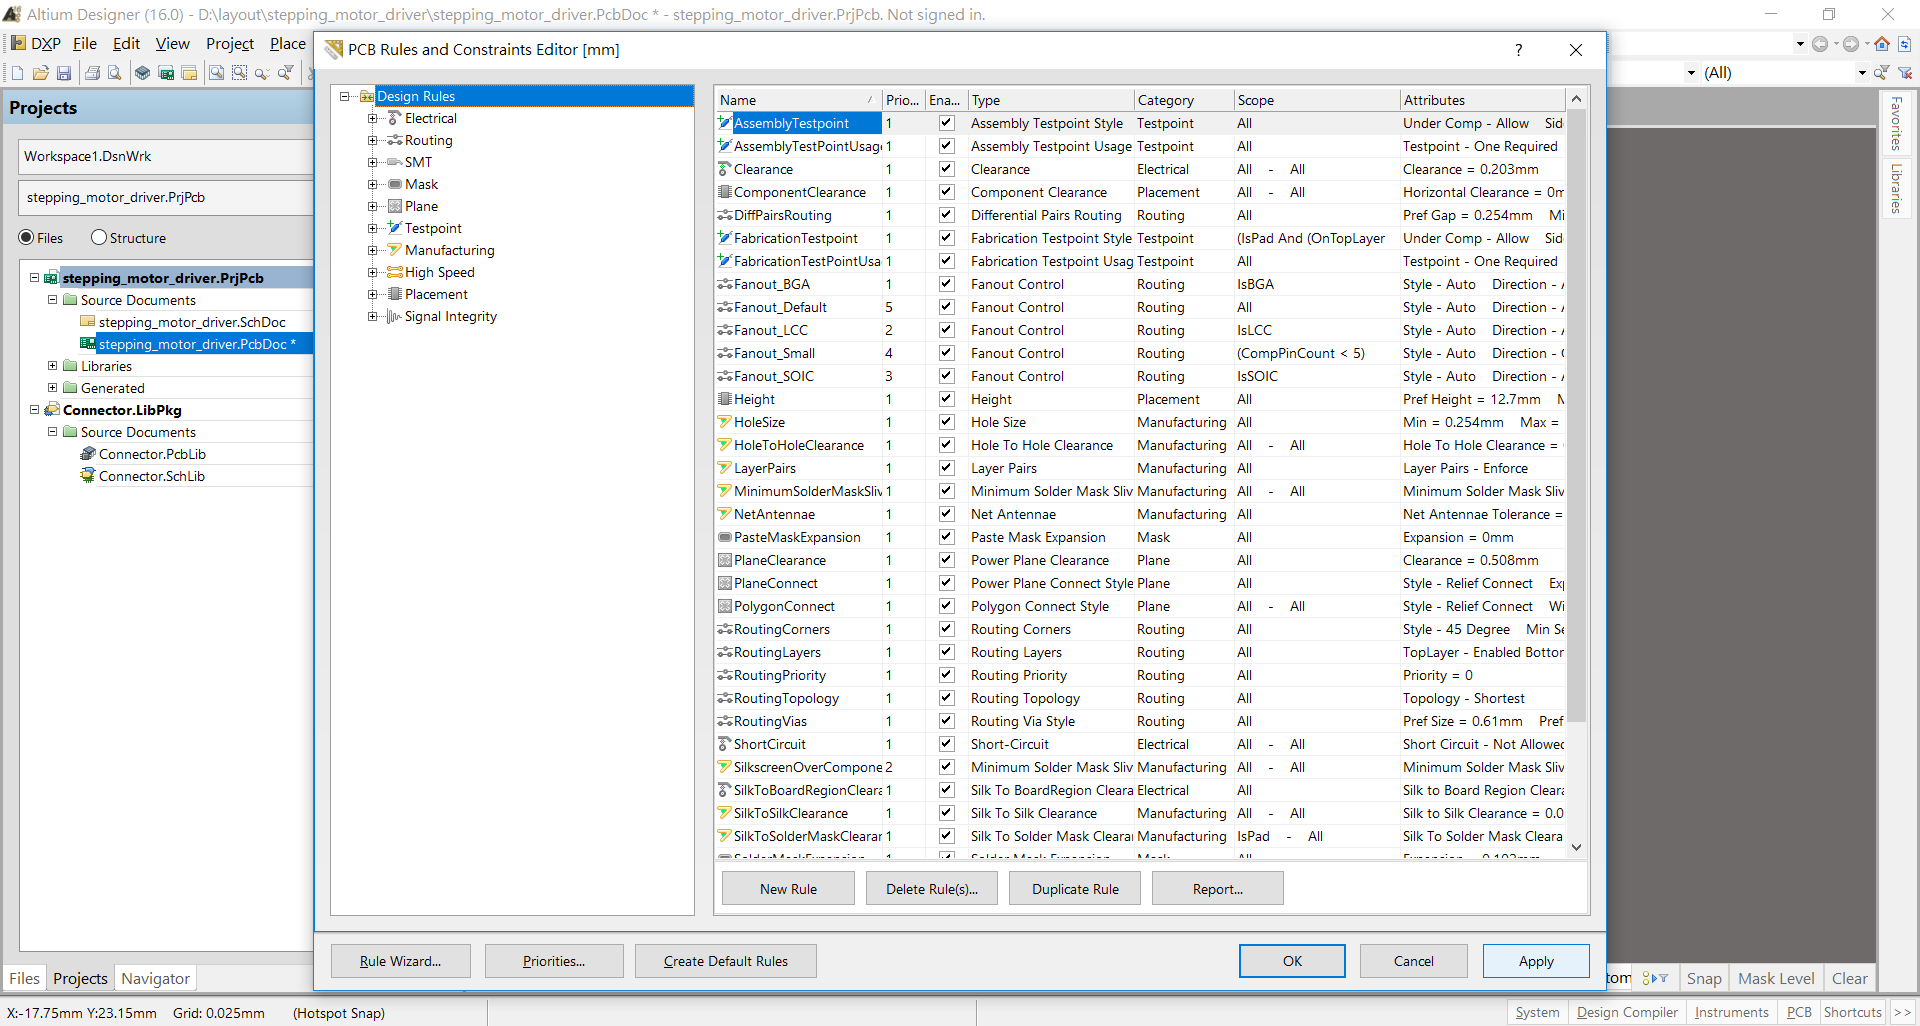 Altium Designer (16.0) - D:\layout\stepping_motor_driver\stepping_motor_driver.PcbDoc * - stepping_motor_driver.PrjPcb. Not signed in.
DXP File Edit View Project Place
(All)
PCB Rules and Constraints Editor [mm]
?
Projects
Workspace1.DsnWrk
stepping_motor_driver.PrjPcb
Files Structure
stepping_motor_driver.PrjPcb
Source Documents
stepping_motor_driver.SchDoc
stepping_motor_driver.PcbDoc *
Libraries
Generated
Connector.LibPkg
Source Documents
Connector.PcbLib
Connector.SchLib
Files Projects Navigator
Design Rules
Electrical
Routing
SMT
Mask
Plane
Testpoint
Manufacturing
High Speed
Placement
Signal Integrity
Name Prio... Ena... Type Category Scope Attributes
AssemblyTestpoint 1 Assembly Testpoint Style Testpoint All Under Comp - Allow Sid
AssemblyTestPointUsag 1 Assembly Testpoint Usage Testpoint All Testpoint - One Required
Clearance 1 Clearance Electrical All - All Clearance = 0.203mm
ComponentClearance 1 Component Clearance Placement All - All Horizontal Clearance = 0m
DiffPairsRouting 1 Differential Pairs Routing Routing All Pref Gap = 0.254mm Mi
FabricationTestpoint 1 Fabrication Testpoint Style Testpoint (IsPad And (OnTopLayer Under Comp - Allow Sid
FabricationTestPointUsa 1 Fabrication Testpoint Usag Testpoint All Testpoint - One Required
Fanout_BGA 1 Fanout Control Routing IsBGA Style - Auto Direction - A
Fanout_Default 5 Fanout Control Routing All Style - Auto Direction - A
Fanout_LCC 2 Fanout Control Routing IsLCC Style - Auto Direction - A
Fanout_Small 4 Fanout Control Routing (CompPinCount < 5) Style - Auto Direction - C
Fanout_SOIC 3 Fanout Control Routing IsSOIC Style - Auto Direction - A
Height 1 Height Placement All Pref Height = 12.7mm M
HoleSize 1 Hole Size Manufacturing All Min = 0.254mm Max =
HoleToHoleClearance 1 Hole To Hole Clearance Manufacturing All - All Hole To Hole Clearance =
LayerPairs 1 Layer Pairs Manufacturing All Layer Pairs - Enforce
MinimumSolderMaskSliv 1 Minimum Solder Mask Sliv Manufacturing All - All Minimum Solder Mask Sliv
NetAntennae 1 Net Antennae Manufacturing All Net Antennae Tolerance =
PasteMaskExpansion 1 Paste Mask Expansion Mask All Expansion = 0mm
PlaneClearance 1 Power Plane Clearance Plane All Clearance = 0.508mm
PlaneConnect 1 Power Plane Connect Style Plane All Style - Relief Connect Ex
PolygonConnect 1 Polygon Connect Style Plane All - All Style - Relief Connect Wi
RoutingCorners 1 Routing Corners Routing All Style - 45 Degree Min Se
RoutingLayers 1 Routing Layers Routing All TopLayer - Enabled Bottor
RoutingPriority 1 Routing Priority Routing All Priority = 0
RoutingTopology 1 Routing Topology Routing All Topology - Shortest
RoutingVias 1 Routing Via Style Routing All Pref Size = 0.61mm Pref
ShortCircuit 1 Short-Circuit Electrical All - All Short Circuit - Not Allowed
SilkscreenOverCompone 2 Minimum Solder Mask Sliv Manufacturing All - All Minimum Solder Mask Sliv
SilkToBoardRegionCleara 1 Silk To BoardRegion Cleara Electrical All Silk to Board Region Cleara
SilkToSilkClearance 1 Silk To Silk Clearance Manufacturing All - All Silk to Silk Clearance = 0.0
SilkToSolderMaskClearar 1 Silk To Solder Mask Clearar Manufacturing IsPad - All Silk To Solder Mask Cleara
SolderMaskExpansion 1 Solder Mask Expansion Mask All Expansion = 0.102mm
New Rule Delete Rule(s)... Duplicate Rule Report...
Rule Wizard... Priorities... Create Default Rules OK Cancel Apply
Favorites
Libraries
tom Snap Mask Level Clear
X:-17.75mm Y:23.15mm Grid: 0.025mm (Hotspot Snap)
System Design Compiler Instruments PCB Shortcuts >>